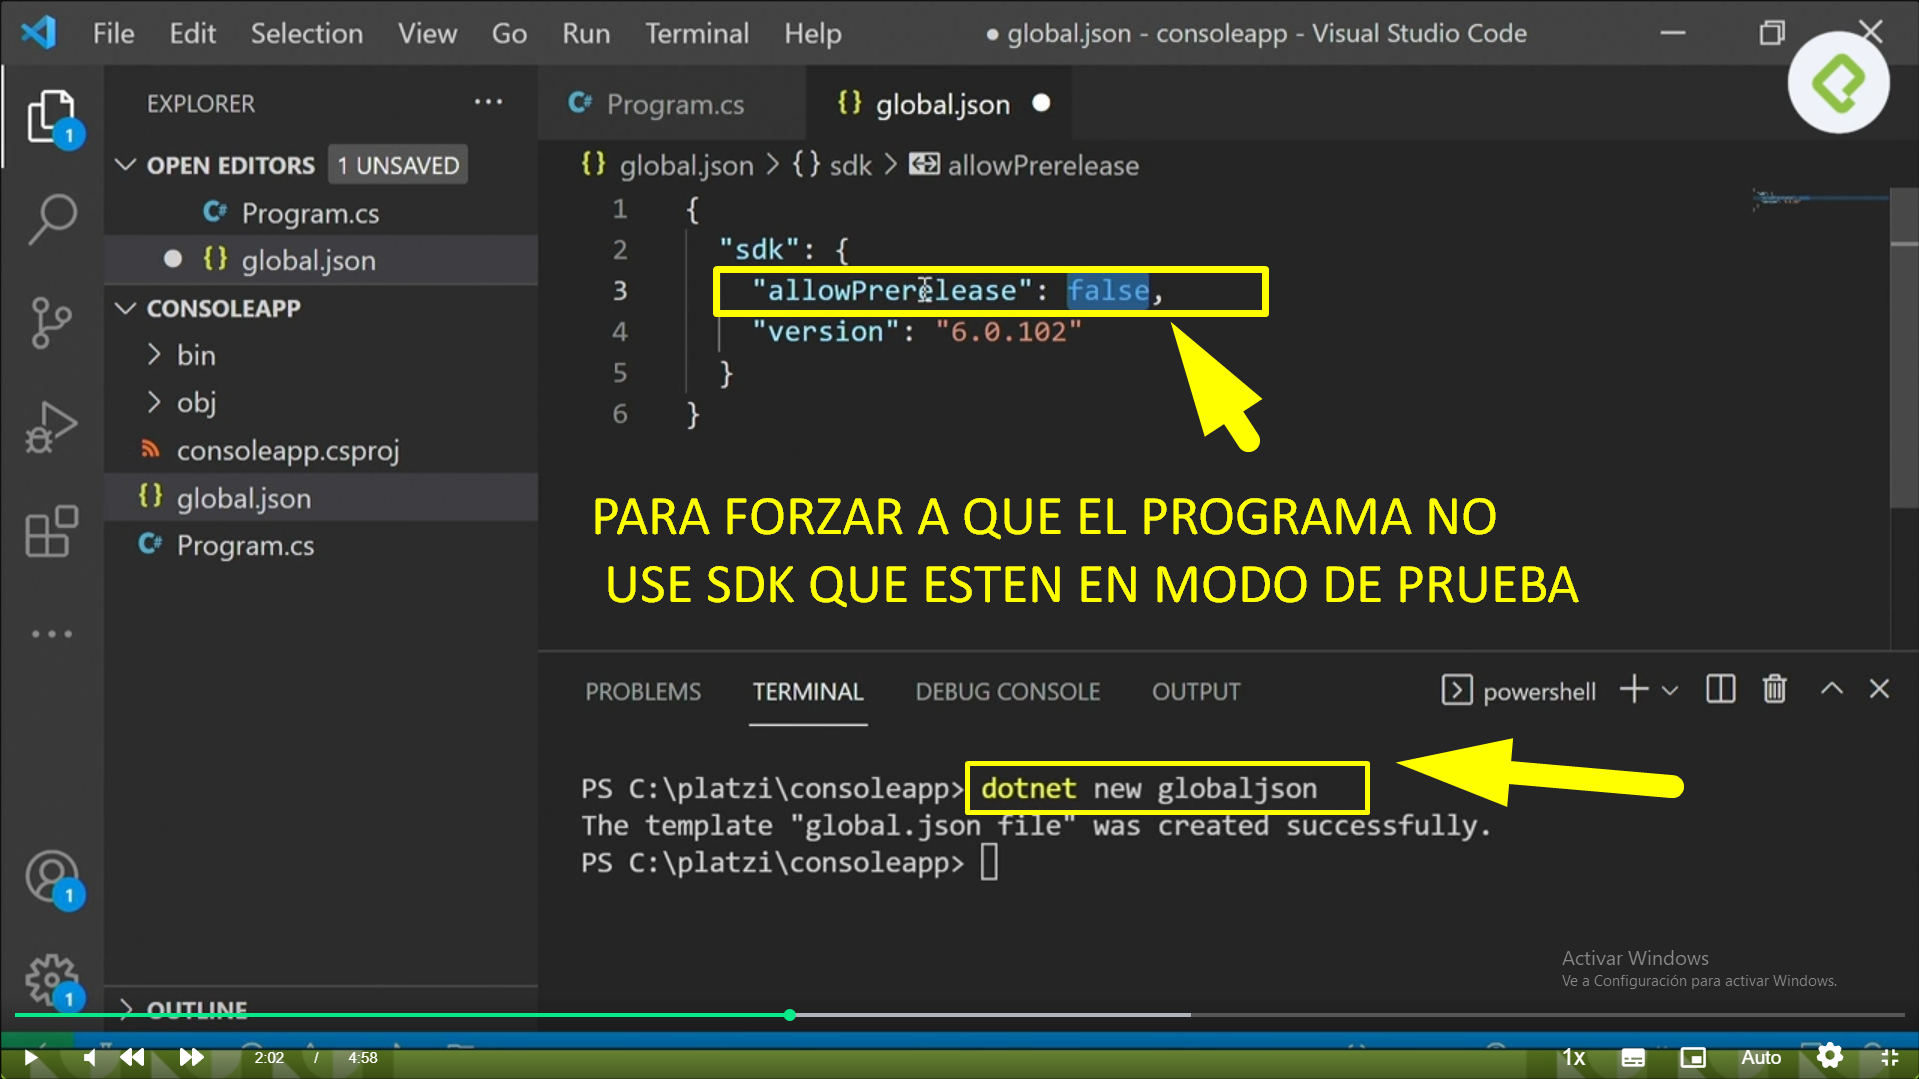 File Edit Selection View Go Run Terminal Help ● global.json - consoleapp - Visual Studio Code
EXPLORER ···
C# Program.cs {} global.json ●
1
OPEN EDITORS 1 UNSAVED
{} global.json > {} sdk > allowPrerelease
C# Program.cs
● {} global.json
CONSOLEAPP
bin
obj
consoleapp.csproj
{} global.json
C# Program.cs
OUTLINE
1
1
1 {
2 "sdk": {
3 "allowPrerelease": false,
4 "version": "6.0.102"
5 }
6 }
PARA FORZAR A QUE EL PROGRAMA NO
USE SDK QUE ESTEN EN MODO DE PRUEBA
PROBLEMS TERMINAL DEBUG CONSOLE OUTPUT powershell
PS C:\platzi\consoleapp> dotnet new globaljson
The template "global.json file" was created successfully.
PS C:\platzi\consoleapp>
Activar Windows
Ve a Configuración para activar Windows.
2:02 / 4:58 1x Auto